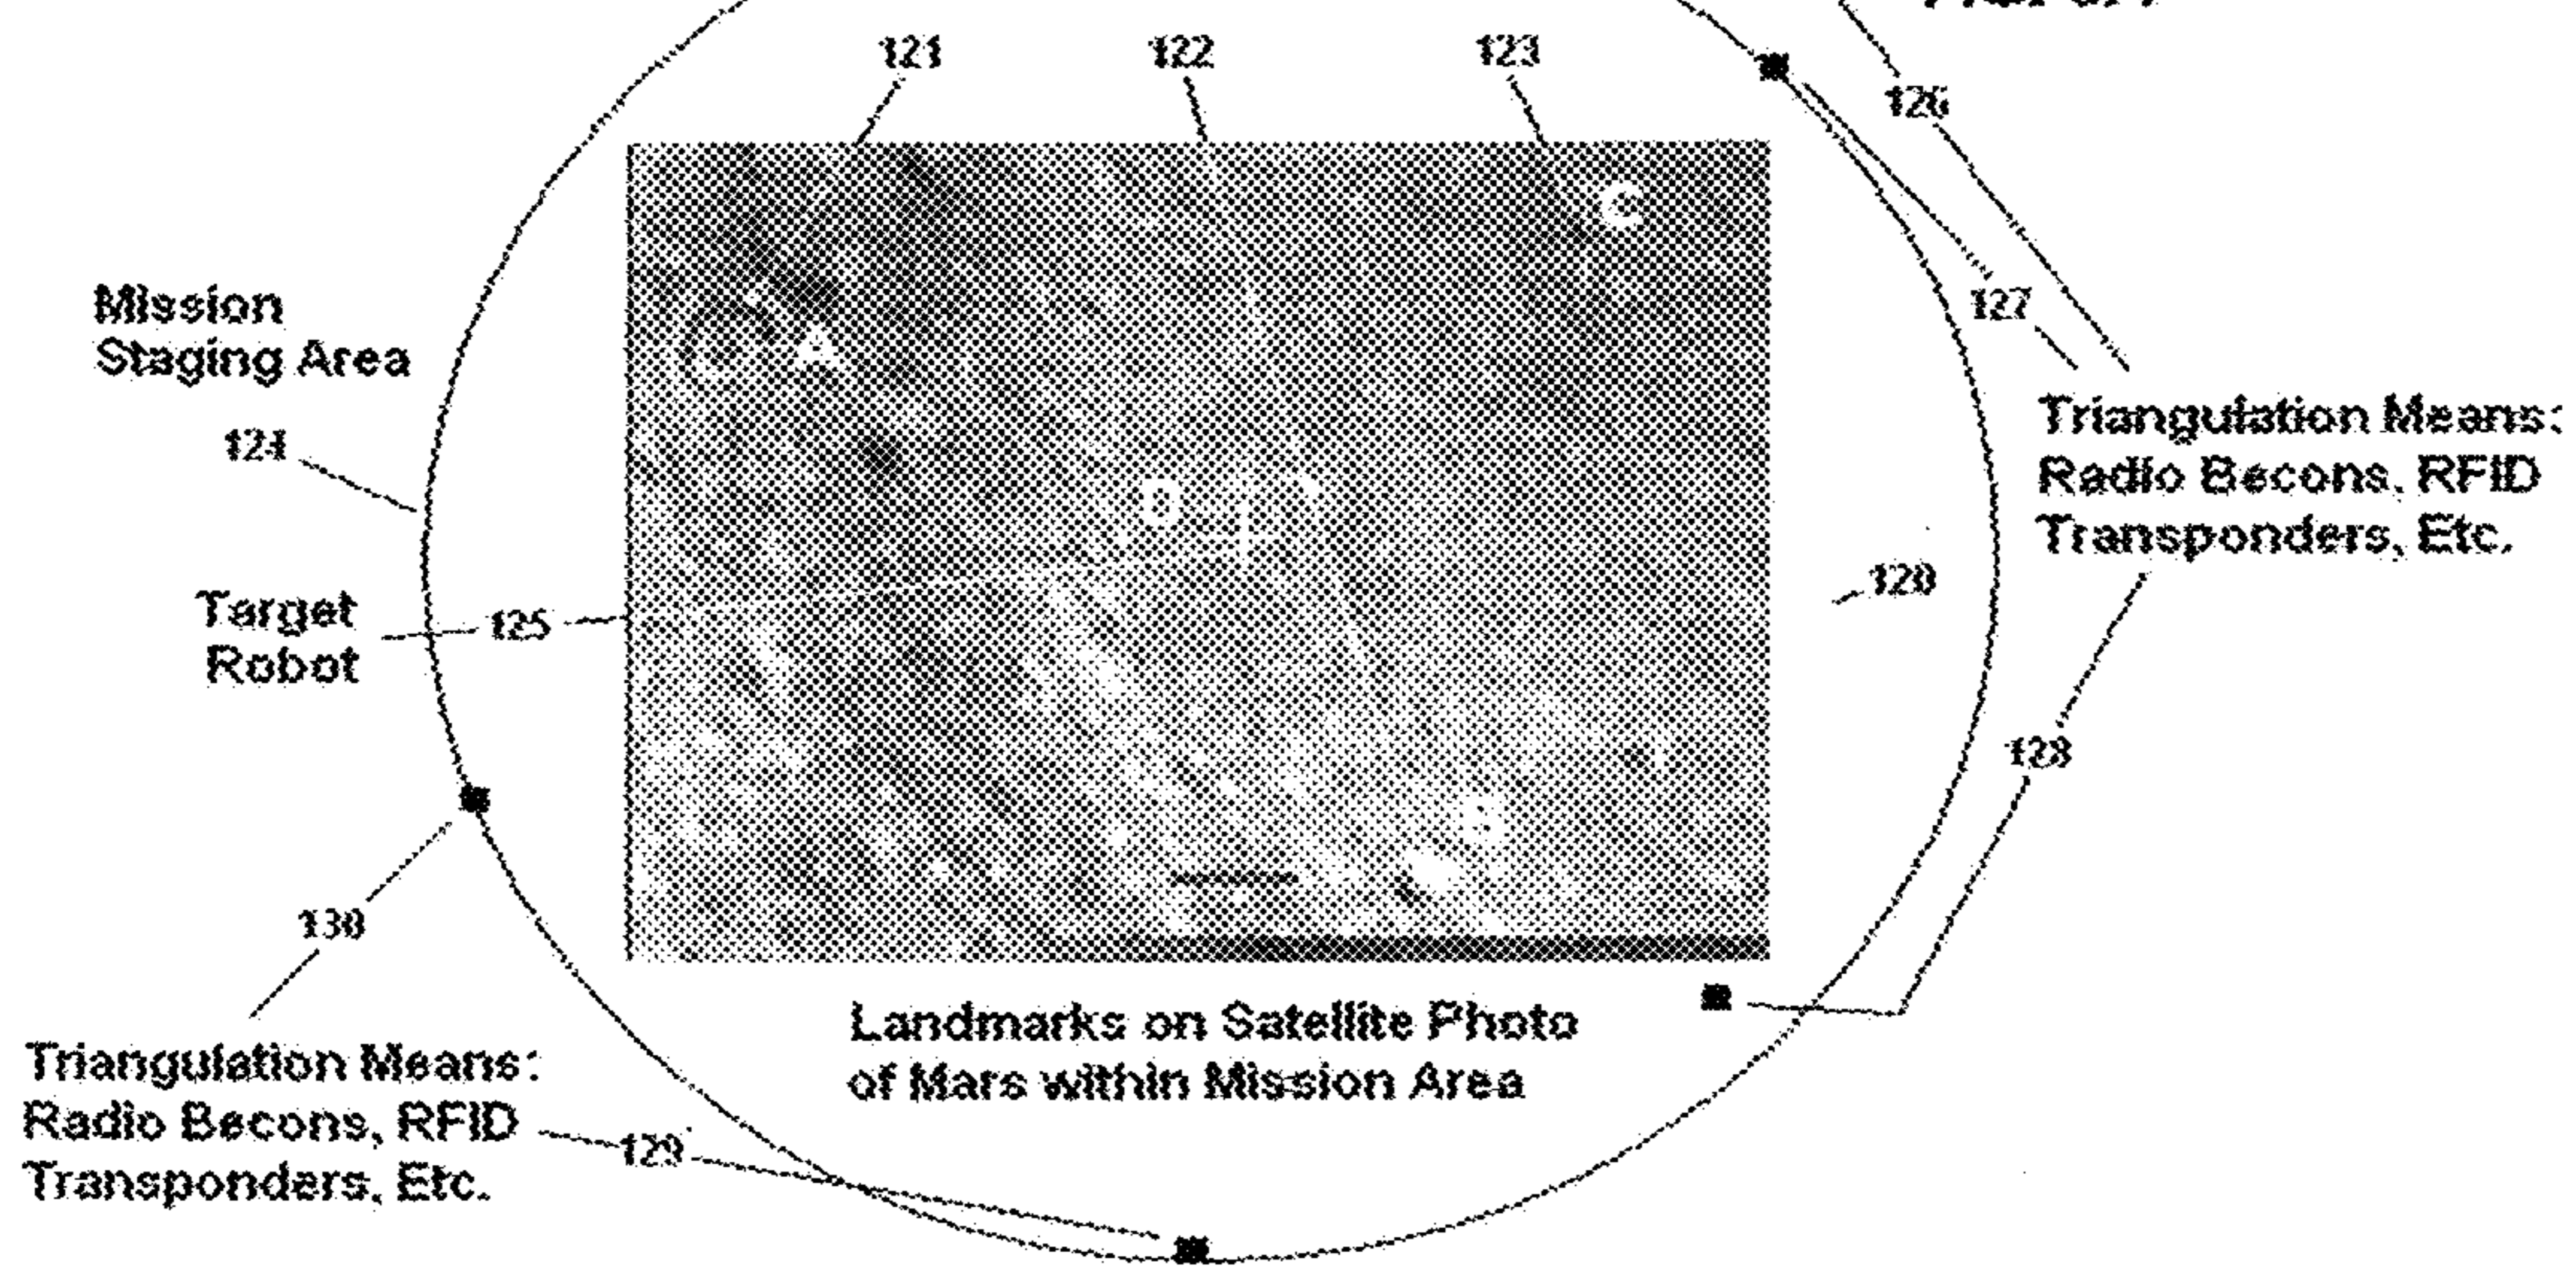 121
122
123
126
C
Mission
Staging Area
A
127
124
Triangulation Means:
Radio Becons, RFID
Transponders, Etc.
120
Target
Robot
125
128
130
Landmarks on Satellite Photo
of Mars within Mission Area
Triangulation Means:
Radio Becons, RFID
Transponders, Etc.
129